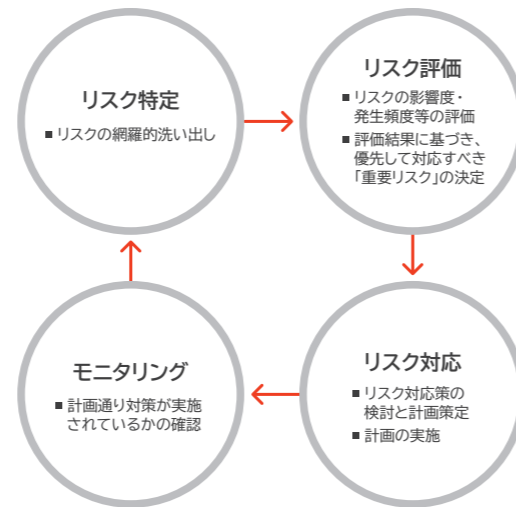 リスク特定
■ リスクの網羅的洗い出し
リスク評価
■ リスクの影響度・
発生頻度等の評価
■ 評価結果に基づき、
優先して対応すべき
「重要リスク」の決定
モニタリング
■ 計画通り対策が実施
されているかの確認
リスク対応
■ リスク対応策の
検討と計画策定
■ 計画の実施